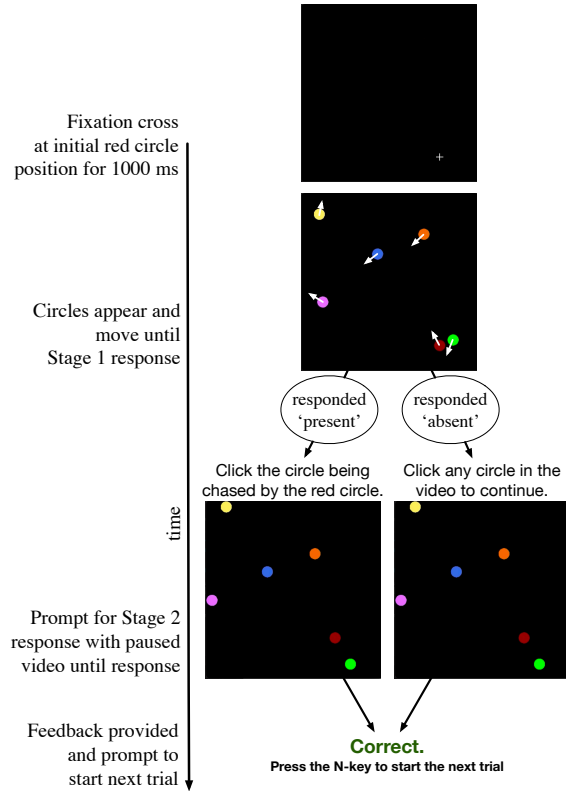 Fixation cross
at initial red circle
position for 1000 ms
Circles appear and
move until
Stage 1 response
responded
‘present’
responded
‘absent’
Click the circle being
chased by the red circle.
Click any circle in the
video to continue.
time
Prompt for Stage 2
response with paused
video until response
Feedback provided
and prompt to
start next trial
Correct.
Press the N-key to start the next trial